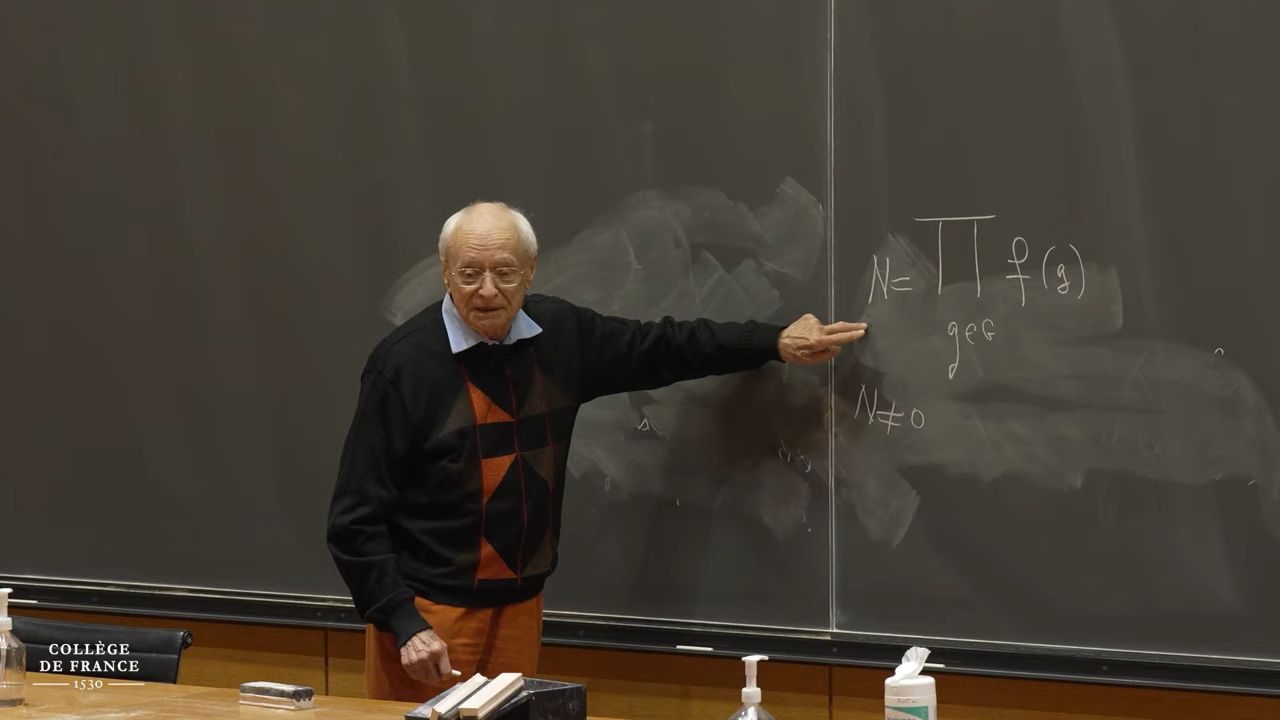 N= ∏ f(g)
g∈G
N≠0
COLLÈGE
DE FRANCE
1530